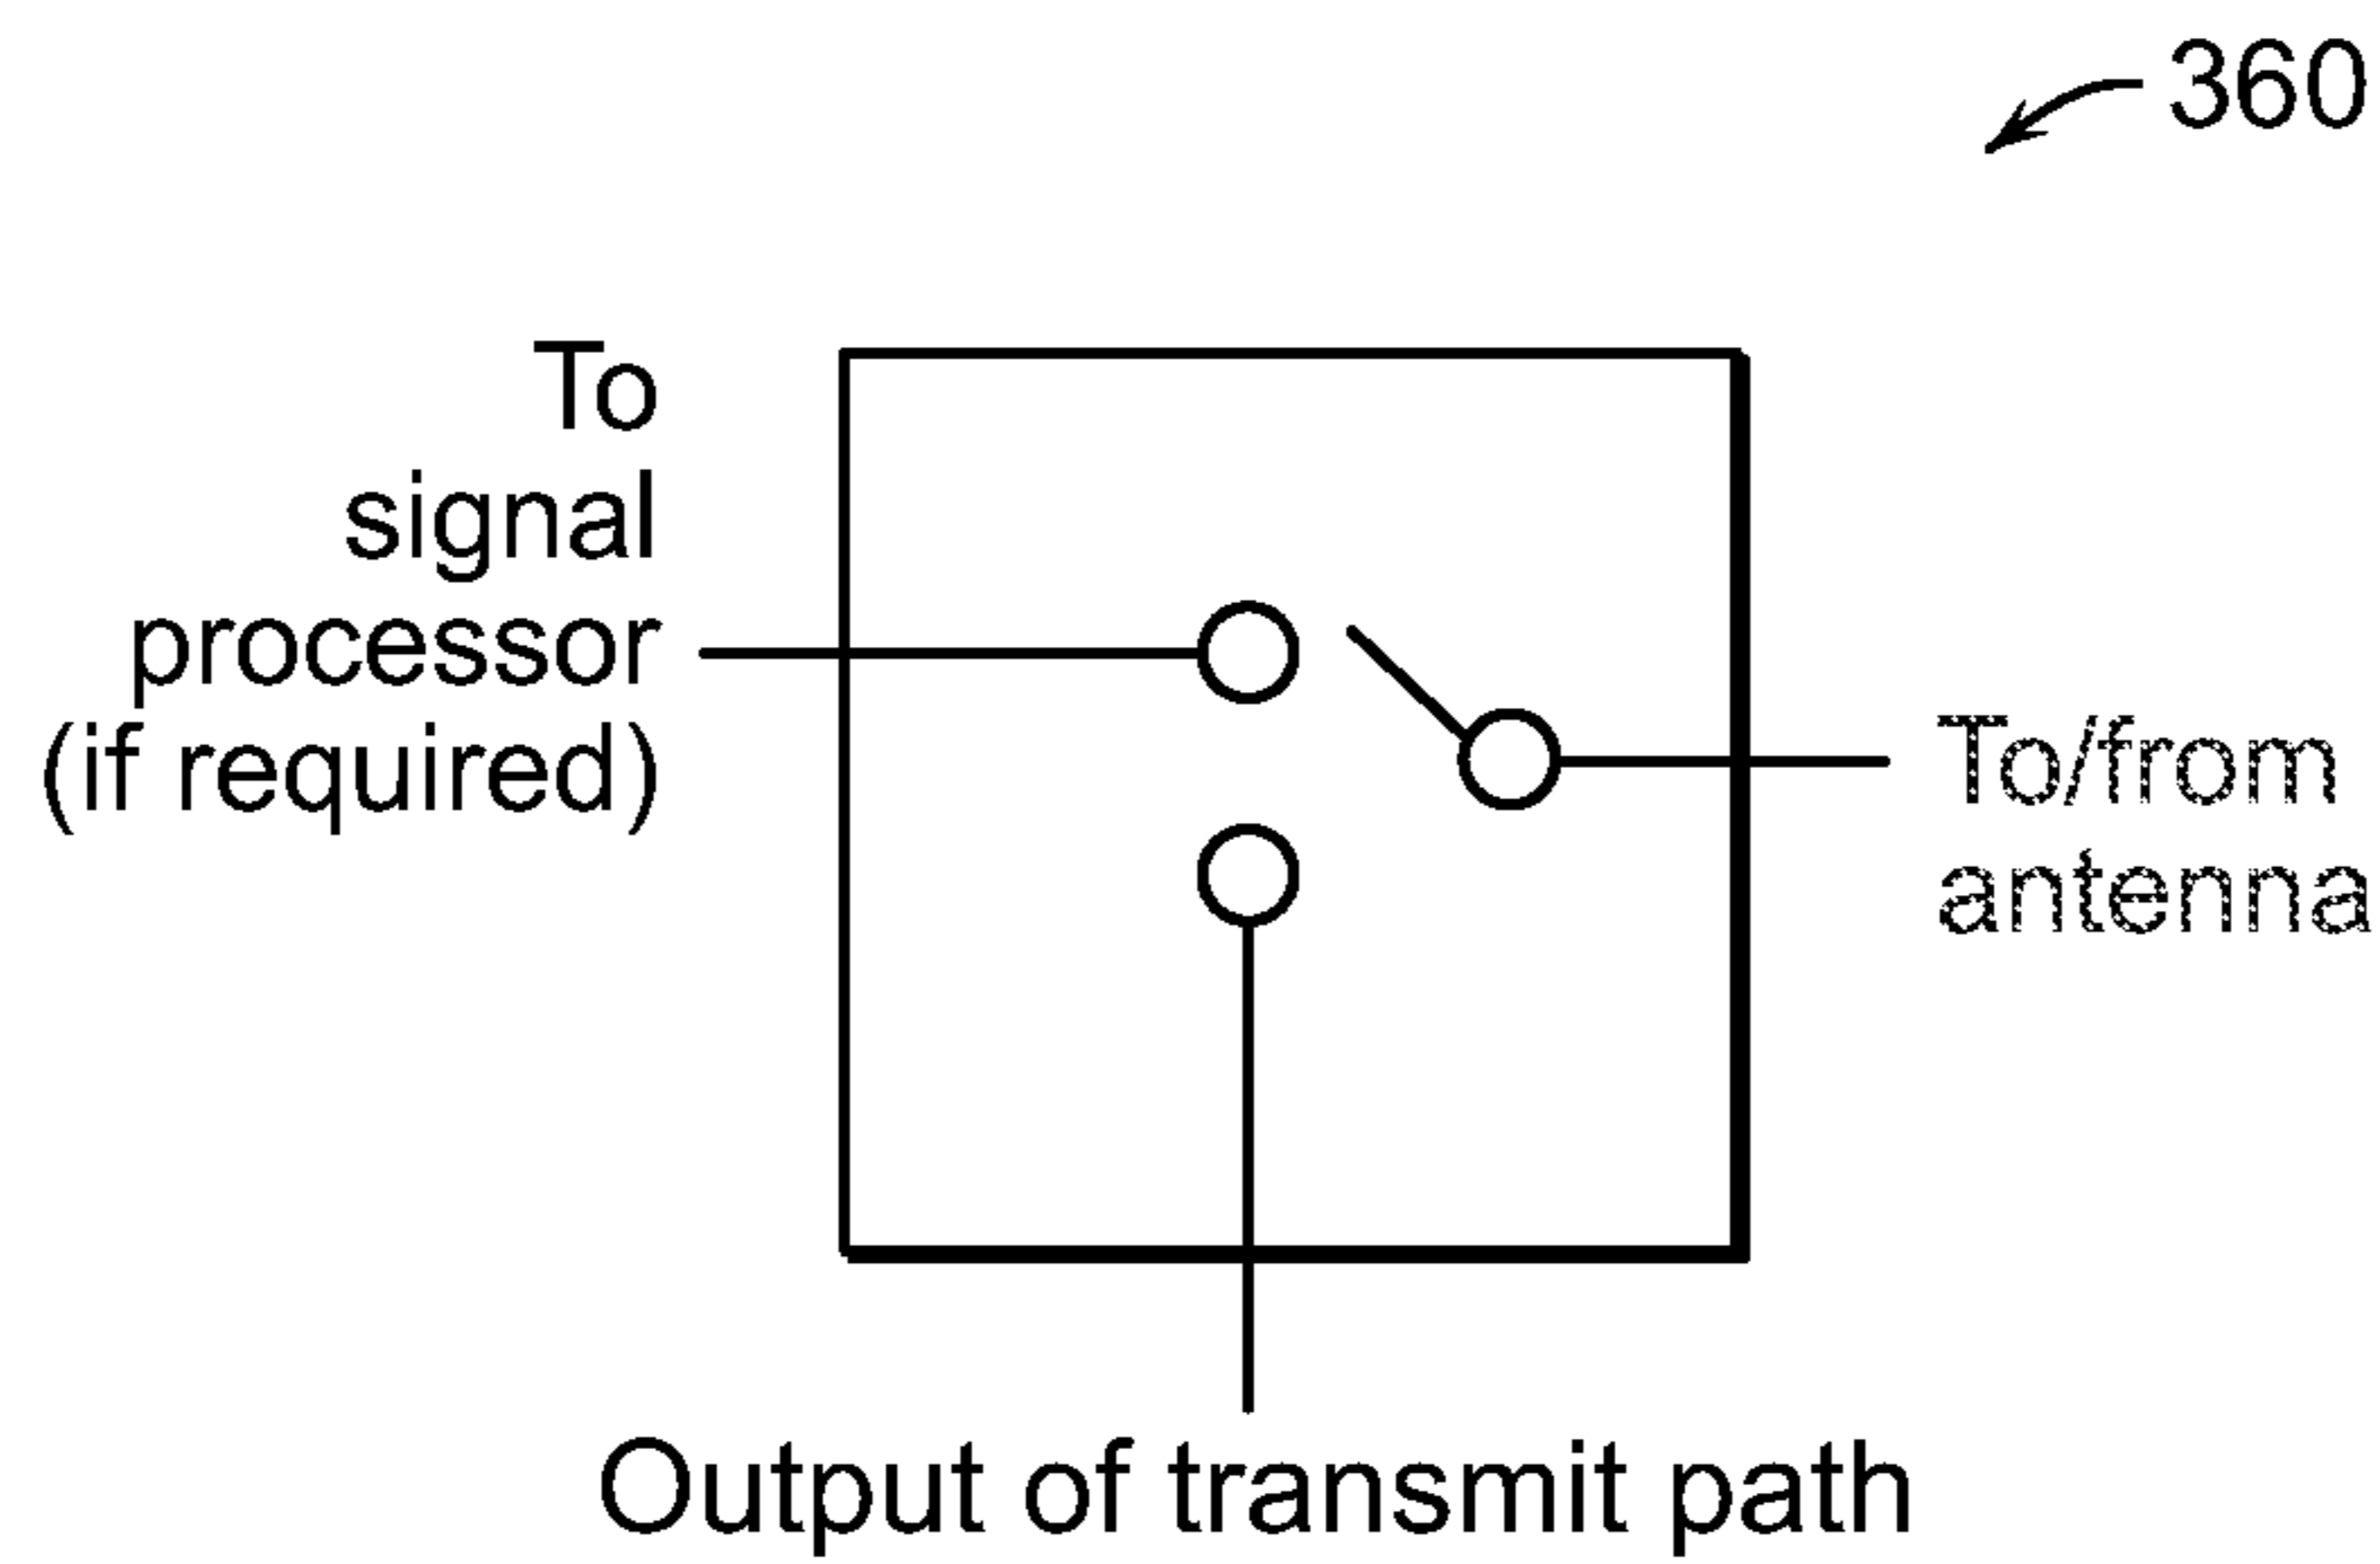 360
To
signal
processor
(if required)
To/from
antenna
Output of transmit path